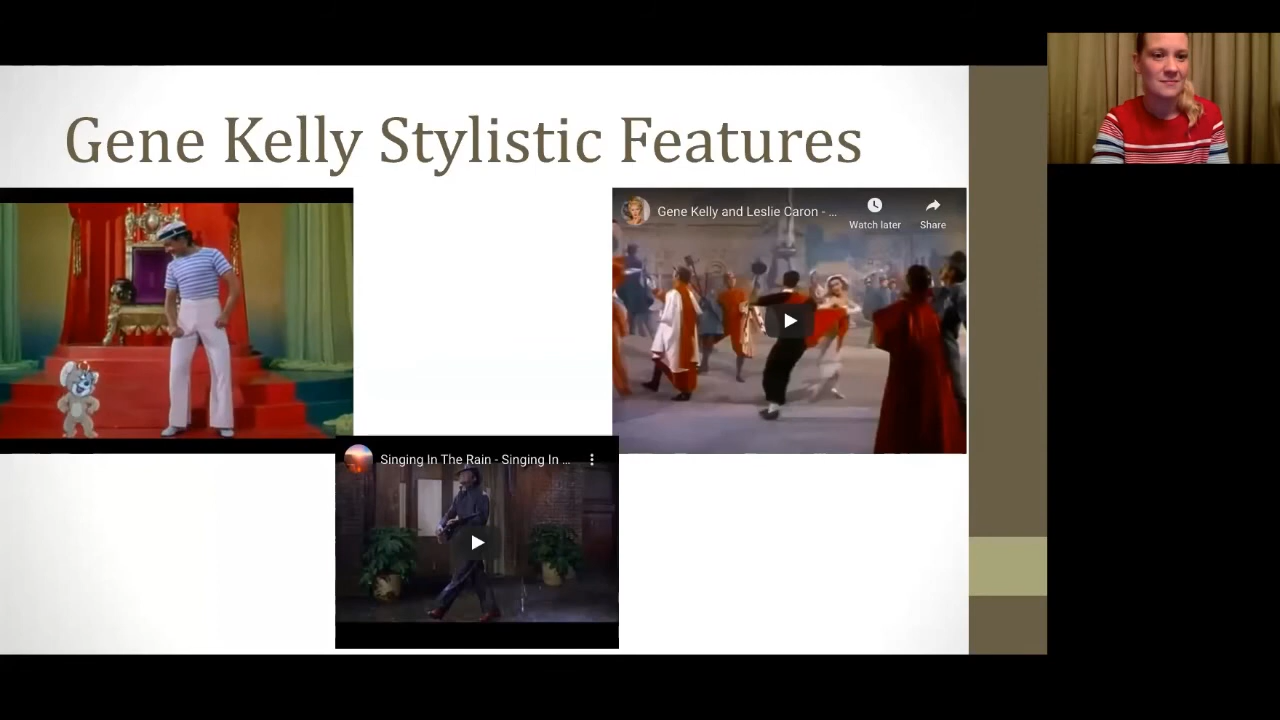 Gene Kelly Stylistic Features
Gene Kelly and Leslie Caron - ...
Watch later
Share
Singing In The Rain - Singing In ...